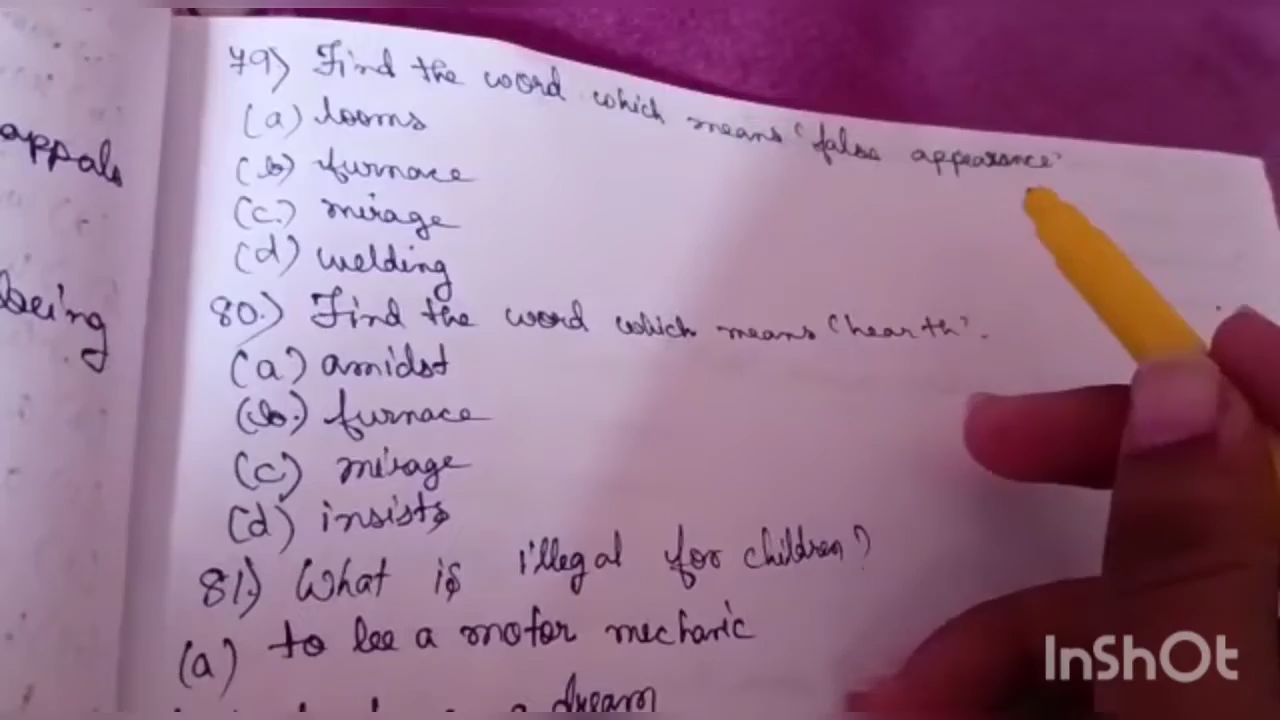 appals
being
79) Find the word which means 'false appearance'
(a) looms
(b) furnace
(c.) mirage
(d) welding
80.) Find the word which means 'hearth'.
(a) amidst
(b.) furnace
(c) mirage
(d) insists
81.) What is illegal for children?
(a) to be a motor mechanic
a dream
InShOt